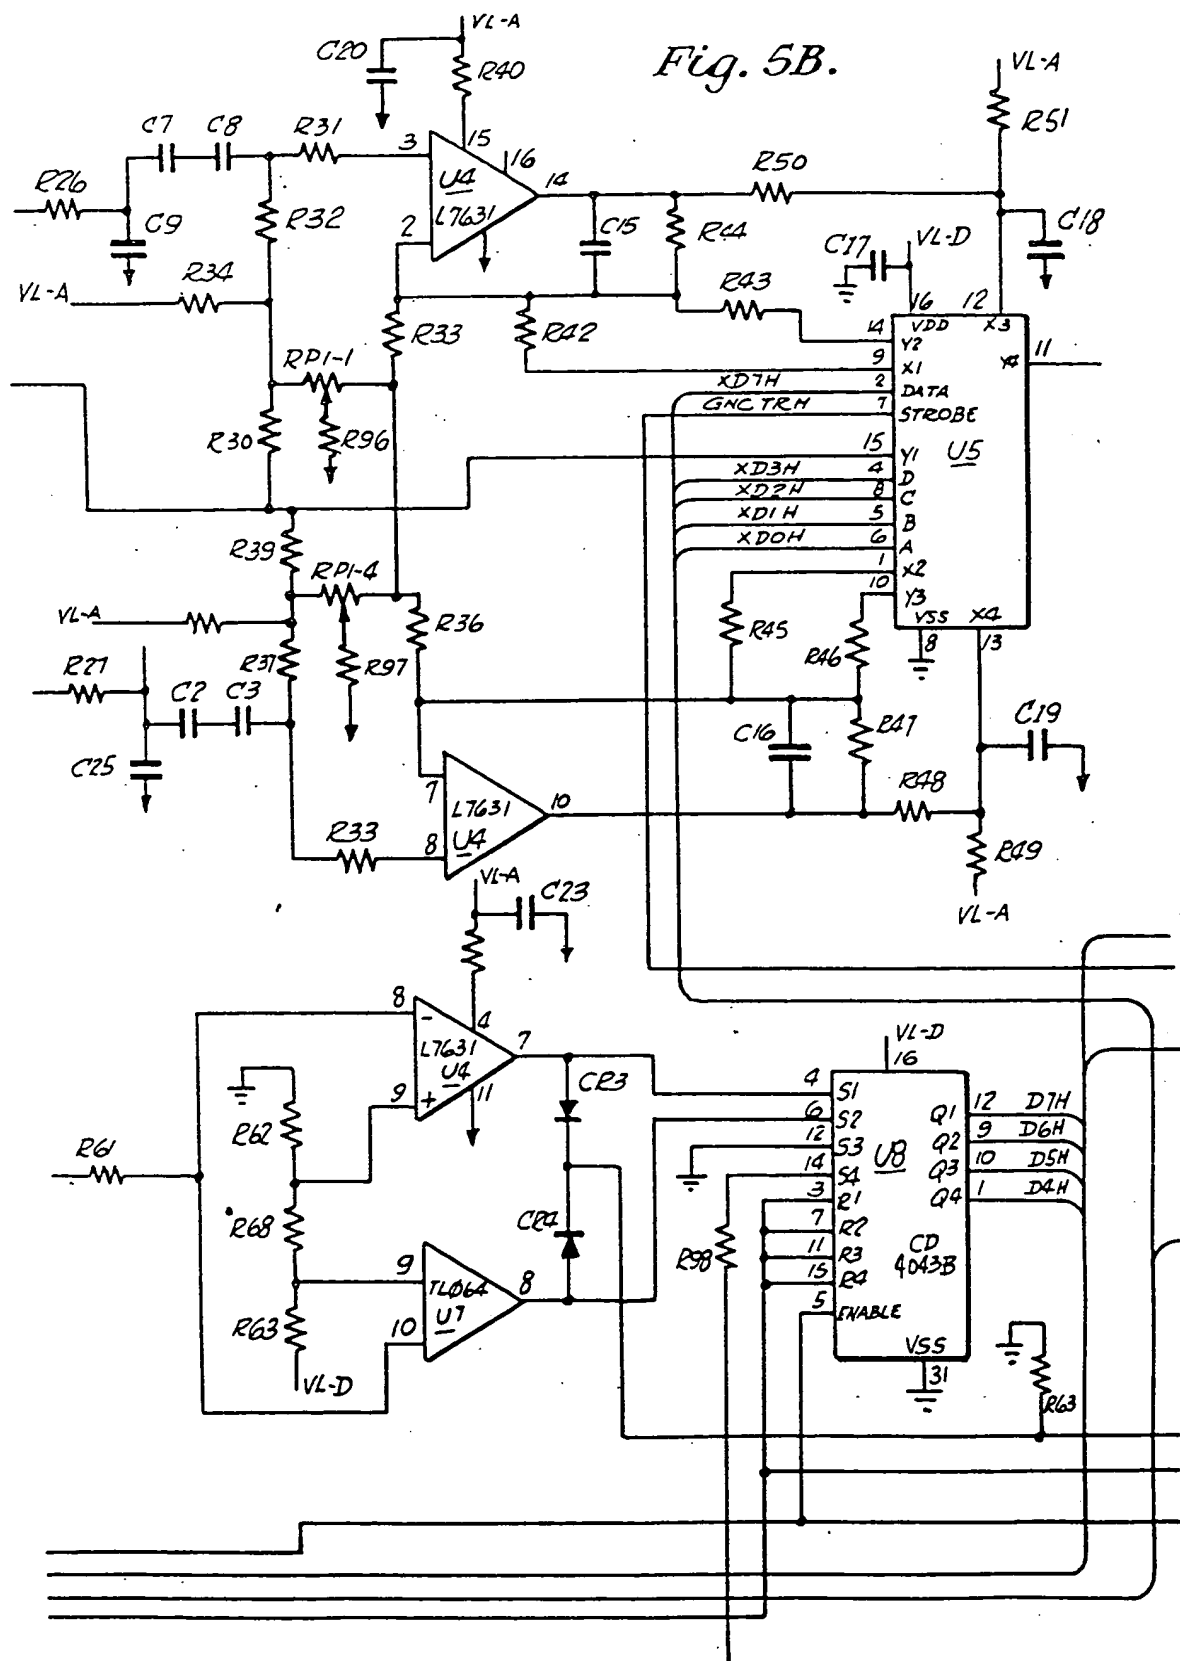 Fig. 5B.
VL-A
C20
R40
VL-A
R51
C7
C8
R31
3
15
16
U4
L7631
14
2
R50
R26
C9
R32
C15
R44
C17
VL-D
C18
VL-A
R34
R33
R42
R43
16
12
VDD
X3
14
Y2
9
X1
11
Y4
RP1-1
XD7H
2
DATA
GNCTRH
7
STROBE
R30
R96
U5
15
Y1
XD3H
4
D
XD2H
8
C
XD1H
5
B
XD0H
6
A
1
X2
10
Y3
VSS
X4
8
13
R39
RP1-4
VL-A
R36
R45
R46
R37
R97
R27
C2
C3
C25
C16
R47
C19
7
L7631
U4
10
R48
R33
8
R49
VL-A
VL-A
C23
8
-
4
L7631
U4
7
9
+
11
CR3
VL-D
16
4
S1
6
S2
12
S3
14
S4
3
R1
7
R2
11
R3
15
R4
5
ENABLE
U8
CD
4043B
VSS
31
Q1
12
D7H
Q2
9
D6H
Q3
10
D5H
Q4
1
D4H
R62
R61
R68
CR4
R98
9
TL064
U7
8
10
R63
VL-D
R63